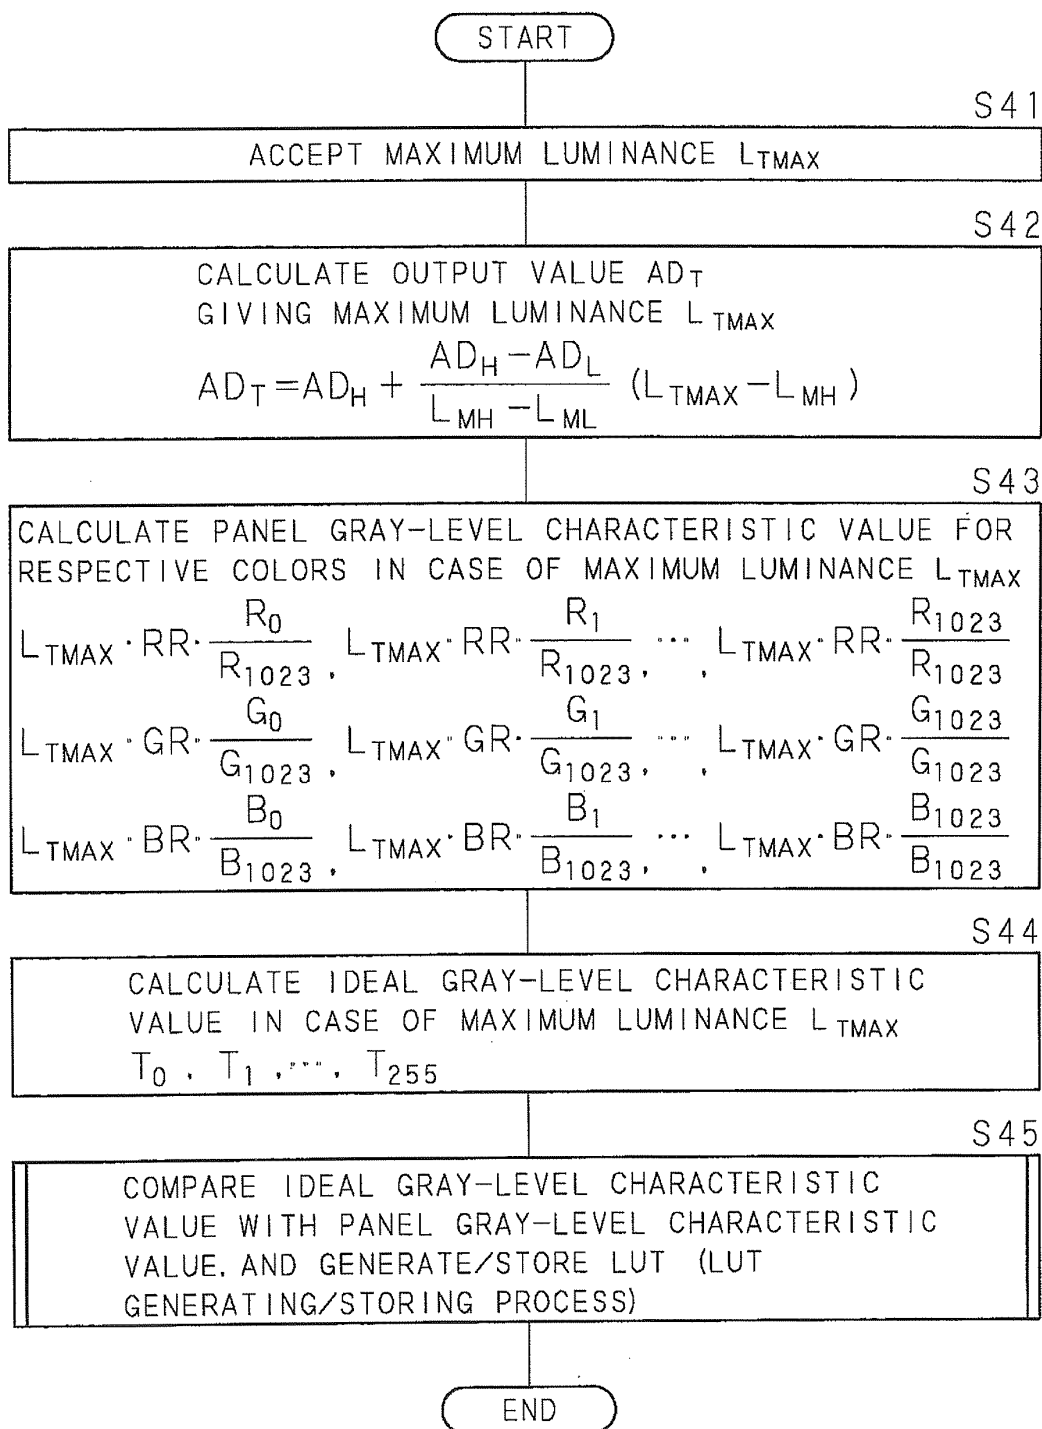 START
S41
ACCEPT MAXIMUM LUMINANCE L_TMAX
S42
CALCULATE OUTPUT VALUE AD_T
GIVING MAXIMUM LUMINANCE L_TMAX
AD_T=AD_H+(AD_H-AD_L)/(L_MH-L_ML)(L_TMAX-L_MH)
S43
CALCULATE PANEL GRAY-LEVEL CHARACTERISTIC VALUE FOR
RESPECTIVE COLORS IN CASE OF MAXIMUM LUMINANCE L_TMAX
L_TMAX·RR·R_0/R_1023, L_TMAX·RR·R_1/R_1023, ···, L_TMAX·RR·R_1023/R_1023
L_TMAX·GR·G_0/G_1023, L_TMAX·GR·G_1/G_1023, ···, L_TMAX·GR·G_1023/G_1023
L_TMAX·BR·B_0/B_1023, L_TMAX·BR·B_1/B_1023, ···, L_TMAX·BR·B_1023/B_1023
S44
CALCULATE IDEAL GRAY-LEVEL CHARACTERISTIC
VALUE IN CASE OF MAXIMUM LUMINANCE L_TMAX
T_0, T_1, ···, T_255
S45
COMPARE IDEAL GRAY-LEVEL CHARACTERISTIC
VALUE WITH PANEL GRAY-LEVEL CHARACTERISTIC
VALUE, AND GENERATE/STORE LUT (LUT
GENERATING/STORING PROCESS)
END